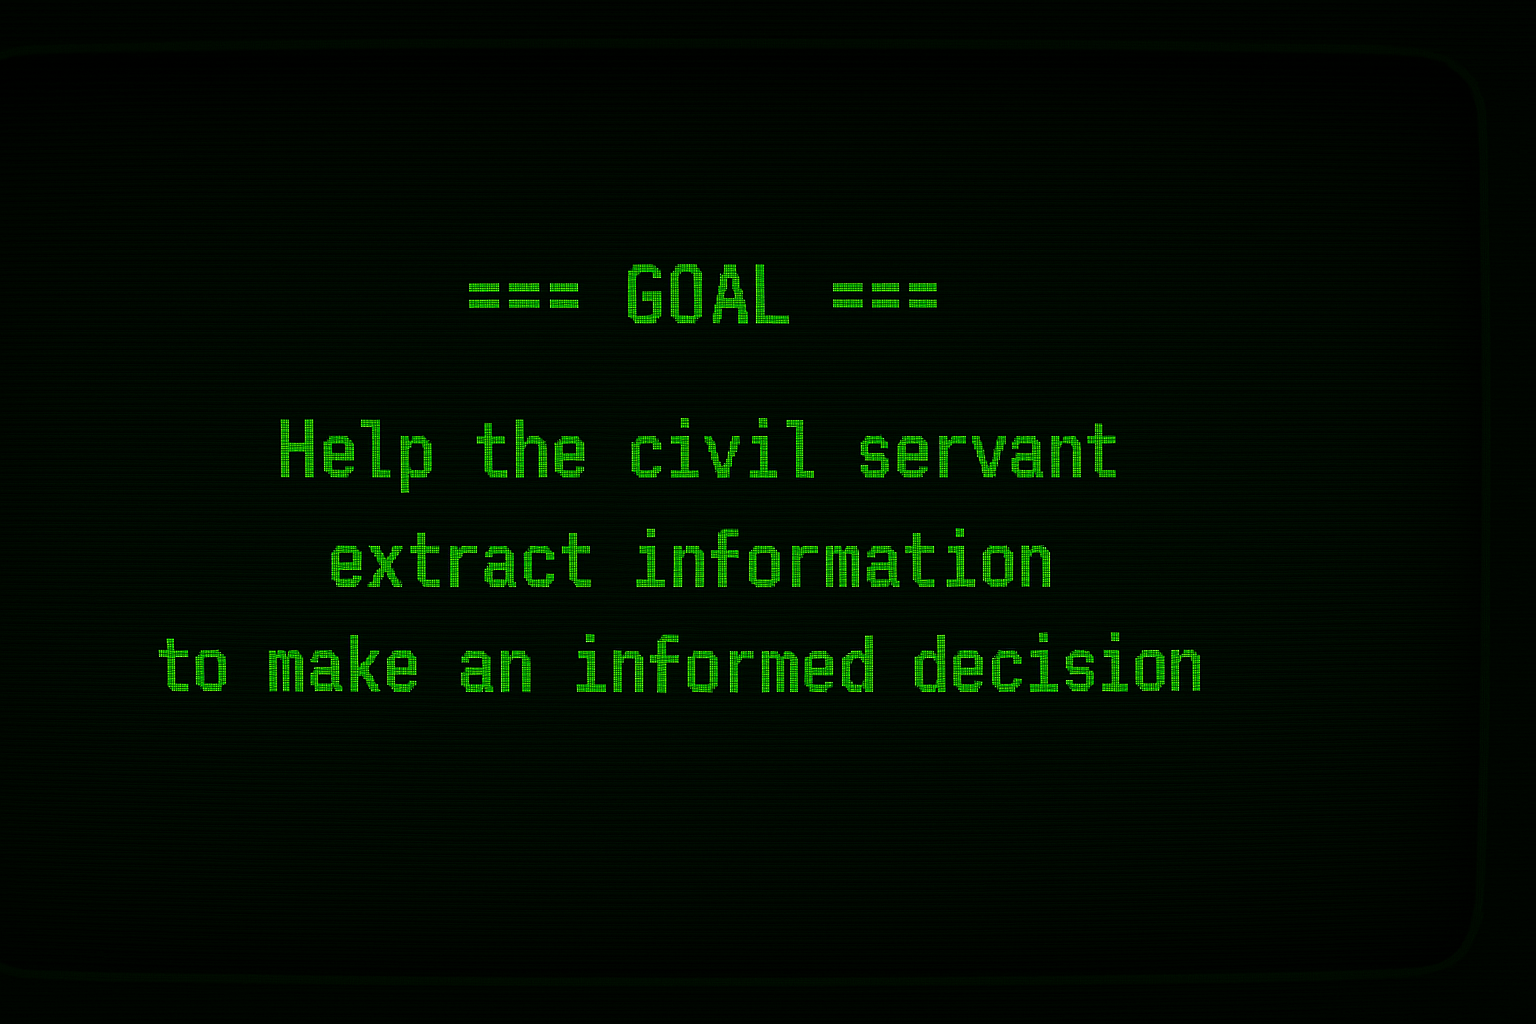 === GOAL ===
Help the civil servant
extract information
to make an informed decision